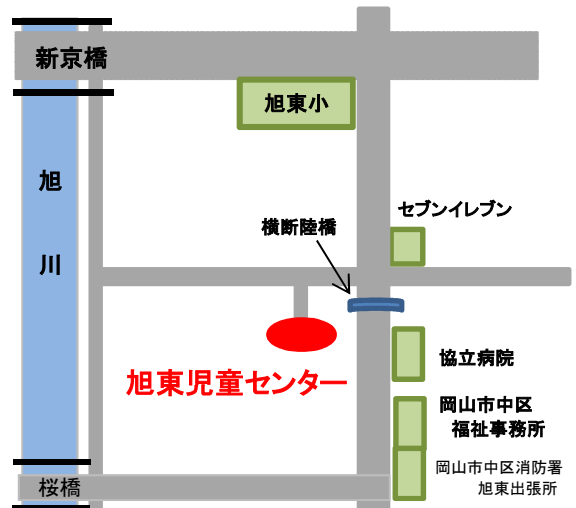 新京橋
旭東小
旭
川
セブンイレブン
横断陸橋
協立病院
旭東児童センター
岡山市中区
福祉事務所
岡山市中区消防署
旭東出張所
桜橋